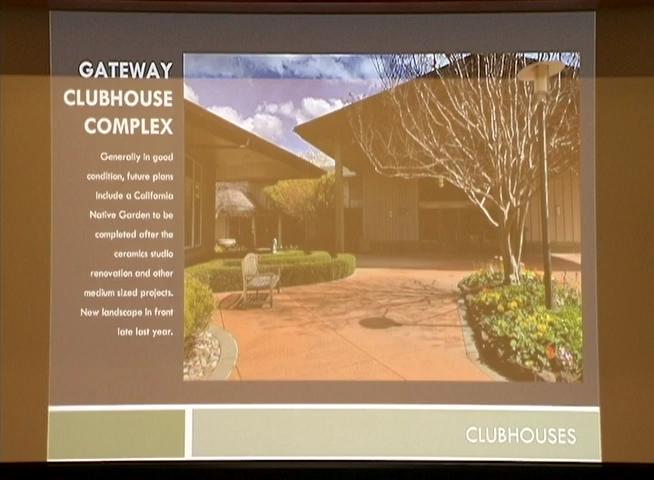 GATEWAY
CLUBHOUSE
COMPLEX
Generally in good
condition, future plans
include a California
Native Garden to be
completed after the
ceramics studio
renovation and other
medium sized projects.
New landscape in front
late last year.
CLUBHOUSES